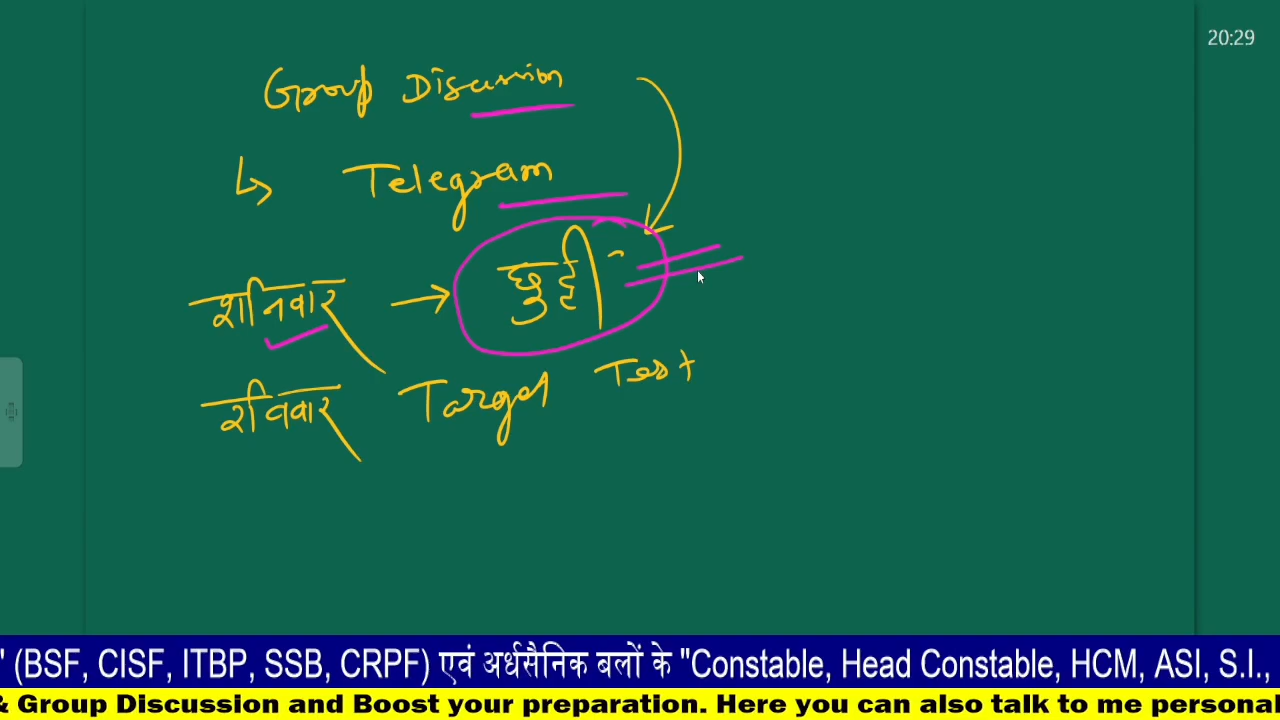 20:29
Group Discussion
↳ Telegram
शनिवार → छुट्टी
रविवार Target Test
" (BSF, CISF, ITBP, SSB, CRPF) एवं अर्धसैनिक बलों के "Constable, Head Constable, HCM, ASI, S.I.,
& Group Discussion and Boost your preparation. Here you can also talk to me persona